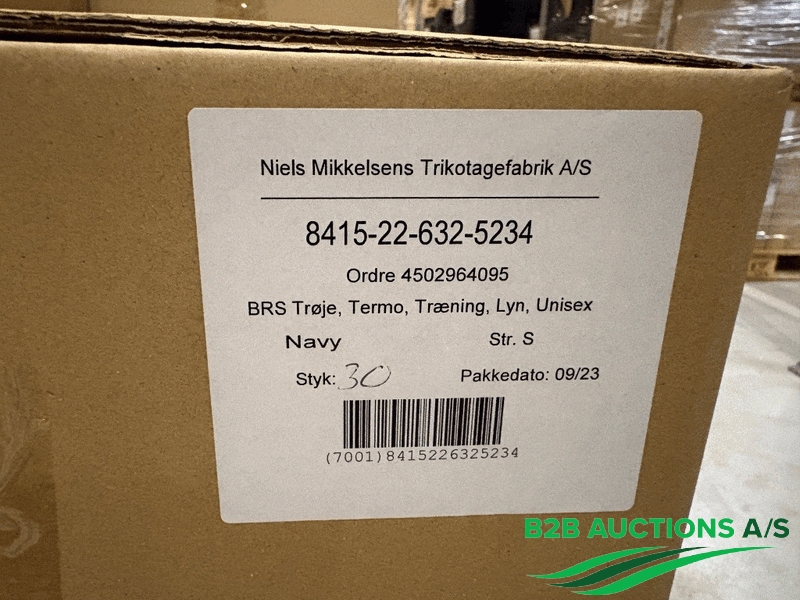 Niels Mikkelsens Trikotagefabrik A/S
8415-22-632-5234
Ordre 4502964095
BRS Trøje, Termo, Træning, Lyn, Unisex
Navy Str. S
Styk: 30 Pakkedato: 09/23
(7001)8415226325234
B2B AUCTIONS A/S